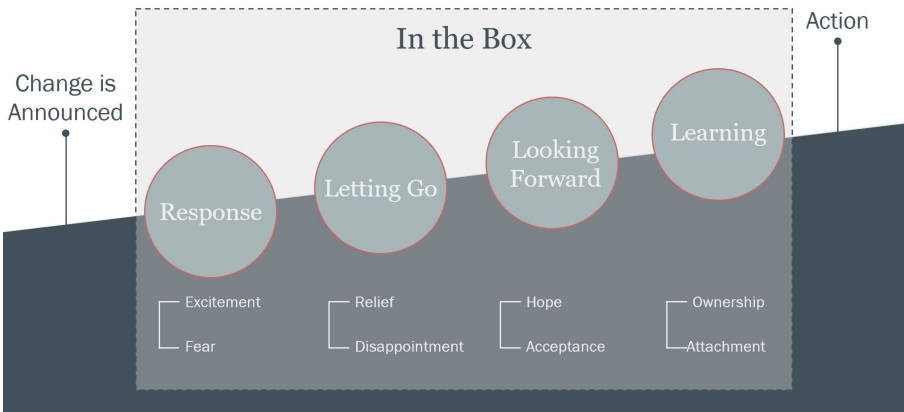 In the Box
Action
Change is
Announced
Response
Letting Go
Looking
Forward
Learning
Excitement
Fear
Relief
Disappointment
Hope
Acceptance
Ownership
Attachment